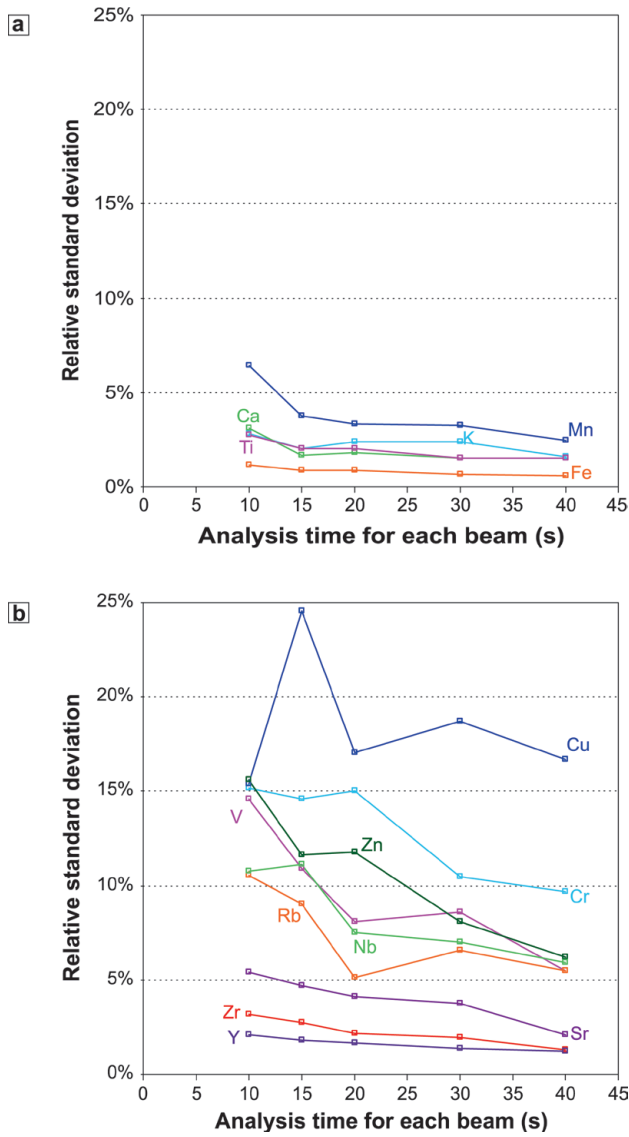 a
25%
20%
15%
10%
5%
0%
Relative standard deviation
Ca
Ti
K
Mn
Fe
0 5 10 15 20 25 30 35 40 45
Analysis time for each beam (s)
b
25%
20%
15%
10%
5%
0%
Relative standard deviation
Cu
V
Zn
Cr
Rb
Nb
Zr
Y
Sr
0 5 10 15 20 25 30 35 40 45
Analysis time for each beam (s)